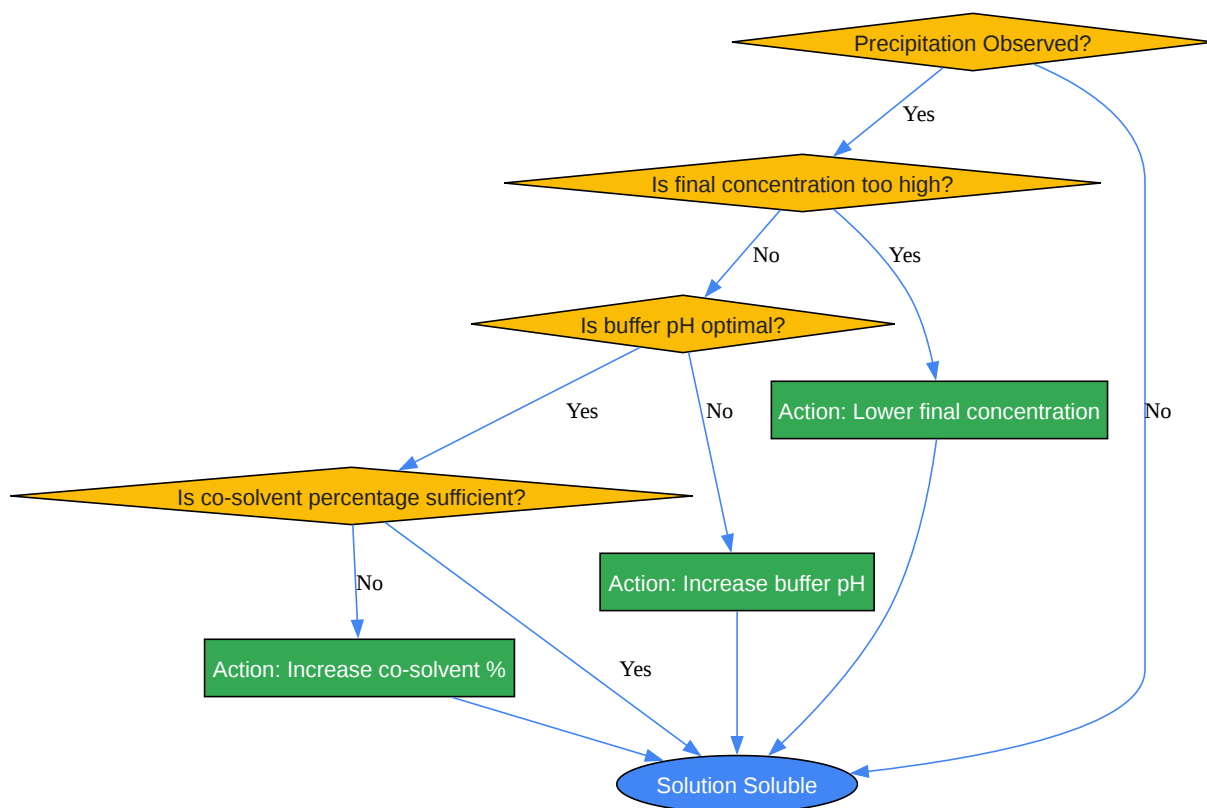 Precipitation Observed?
Yes
Is final concentration too high?
No
Yes
Is buffer pH optimal?
Yes
No
Action: Lower final concentration
No
Is co-solvent percentage sufficient?
No
Action: Increase buffer pH
Action: Increase co-solvent %
Yes
Solution Soluble